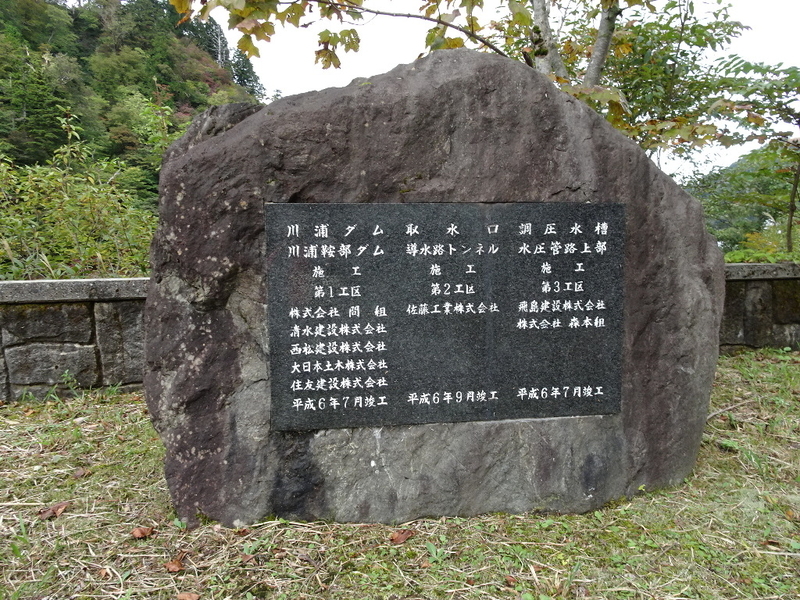 川浦ダム
川浦鞍部ダム
施工
第1工区
株式会社 間組
清水建設株式会社
西松建設株式会社
大日本土木株式会社
住友建設株式会社
平成6年7月竣工
取水口
導水路トンネル
施工
第2工区
佐藤工業株式会社
平成6年9月竣工
調圧水槽
水圧管路上部
施工
第3工区
飛島建設株式会社
株式会社 森本組
平成6年7月竣工